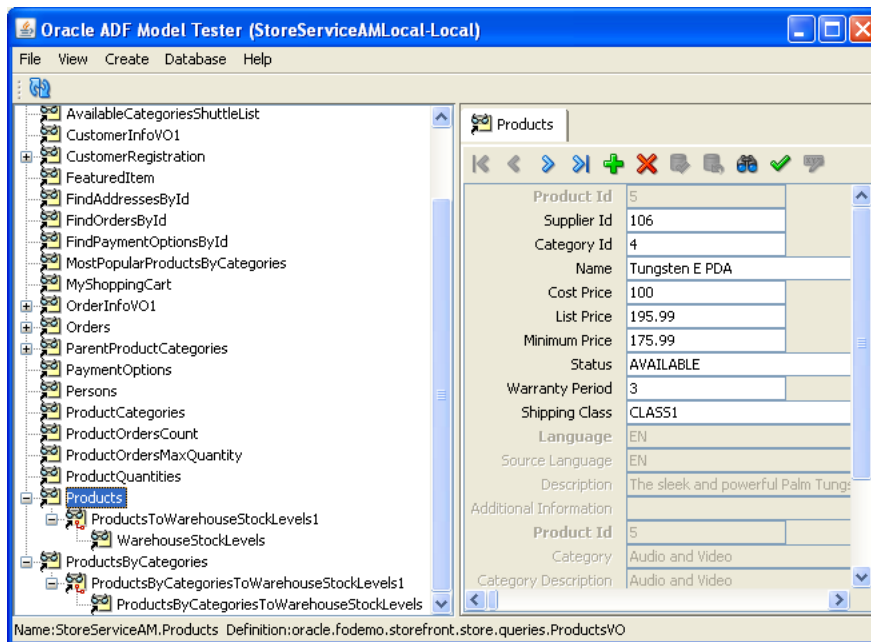 Oracle ADF Model Tester (StoreServiceAMLocal-Local)
File View Create Database Help
AvailableCategoriesShuttleList
CustomerInfoVO1
CustomerRegistration
FeaturedItem
FindAddressesById
FindOrdersById
FindPaymentOptionsById
MostPopularProductsByCategories
MyShoppingCart
OrderInfoVO1
Orders
ParentProductCategories
PaymentOptions
Persons
ProductCategories
ProductOrdersCount
ProductOrdersMaxQuantity
ProductQuantities
Products
ProductsToWarehouseStockLevels1
WarehouseStockLevels
ProductsByCategories
ProductsByCategoriesToWarehouseStockLevels1
ProductsByCategoriesToWarehouseStockLevels
Products
Product Id 5
Supplier Id 106
Category Id 4
Name Tungsten E PDA
Cost Price 100
List Price 195.99
Minimum Price 175.99
Status AVAILABLE
Warranty Period 3
Shipping Class CLASS1
Language EN
Source Language EN
Description The sleek and powerful Palm Tungs
Additional Information
Product Id 5
Category Audio and Video
Category Description Audio and Video
Name:StoreServiceAM.Products Definition:oracle.fodemo.storefront.store.queries.ProductsVO